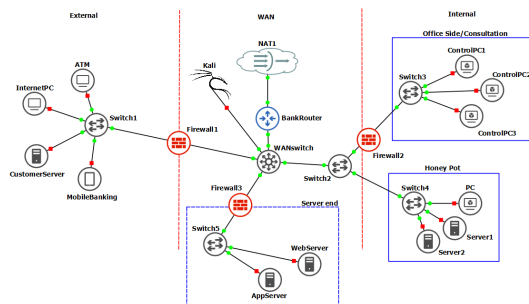 External
WAN
Internal
Office Side/Consultation
NAT1
Kali
ATM
ControlPC1
InternetPC
Switch3
ControlPC2
Switch1
BankRouter
ControlPC3
Firewall1
WANswitch
Firewall2
CustomerServer
Switch2
Honey Pot
MobileBanking
Firewall3
Switch4
PC
Server end
Switch5
WebServer
Server1
Server2
AppServer